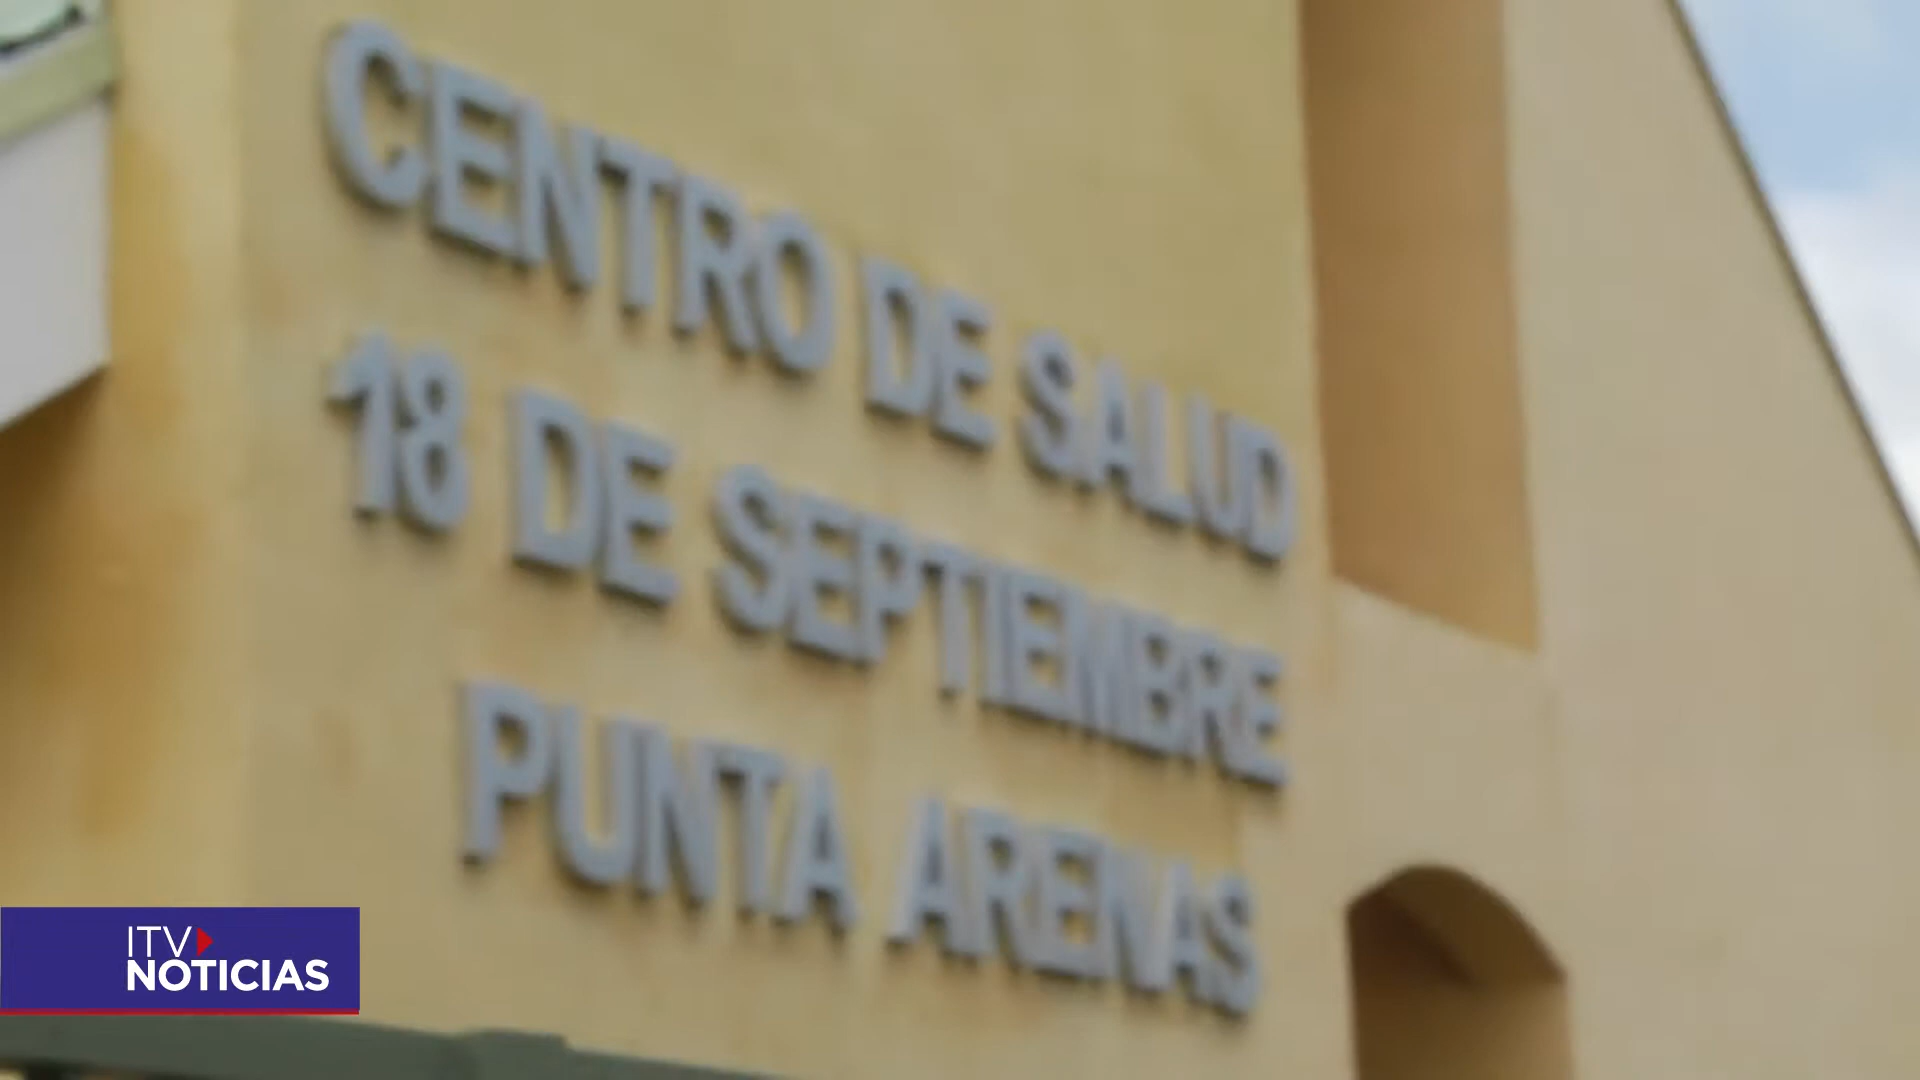 CENTRO DE SALUD
18 DE SEPTIEMBRE
PUNTA ARENAS
ITV
NOTICIAS